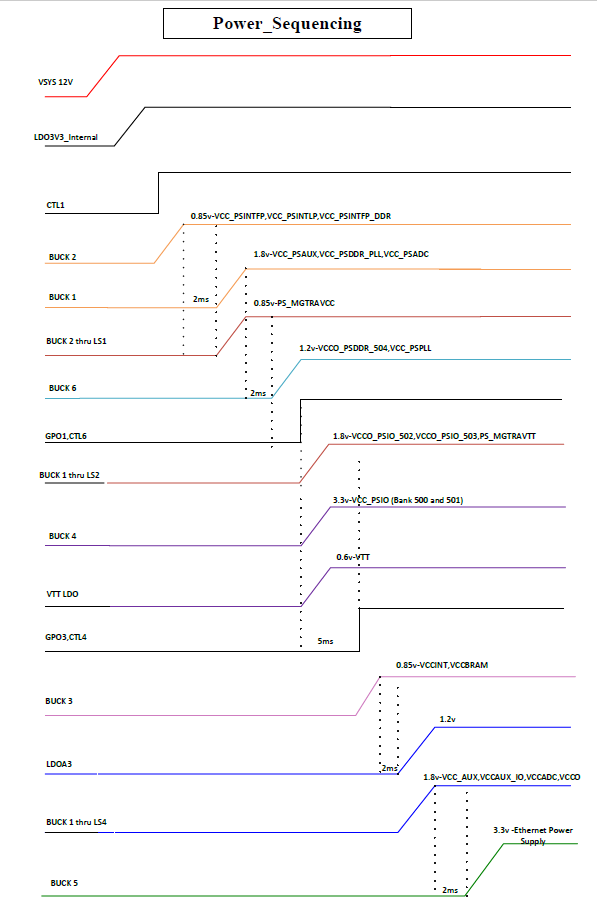 Power_Sequencing
VSYS 12V
LDO3V3_Internal
CTL1
0.85v-VCC_PSINTFP,VCC_PSINTLP,VCC_PSINTFP_DDR
BUCK 2
1.8v-VCC_PSAUX,VCC_PSDDR_PLL,VCC_PSADC
BUCK 1
2ms
0.85v-PS_MGTRAVCC
BUCK 2 thru LS1
1.2v-VCCO_PSDDR_504,VCC_PSPLL
BUCK 6
2ms
GPO1,CTL6
1.8v-VCCO_PSIO_502,VCCO_PSIO_503,PS_MGTRAVTT
BUCK 1 thru LS2
3.3v-VCC_PSIO (Bank 500 and 501)
BUCK 4
0.6v-VTT
VTT LDO
GPO3,CTL4
5ms
0.85v-VCCINT,VCCBRAM
BUCK 3
1.2v
LDOA3
2ms
1.8v-VCC_AUX,VCCAUX_IO,VCCADC,VCCO
BUCK 1 thru LS4
3.3v -Ethernet Power
Supply
BUCK 5
2ms